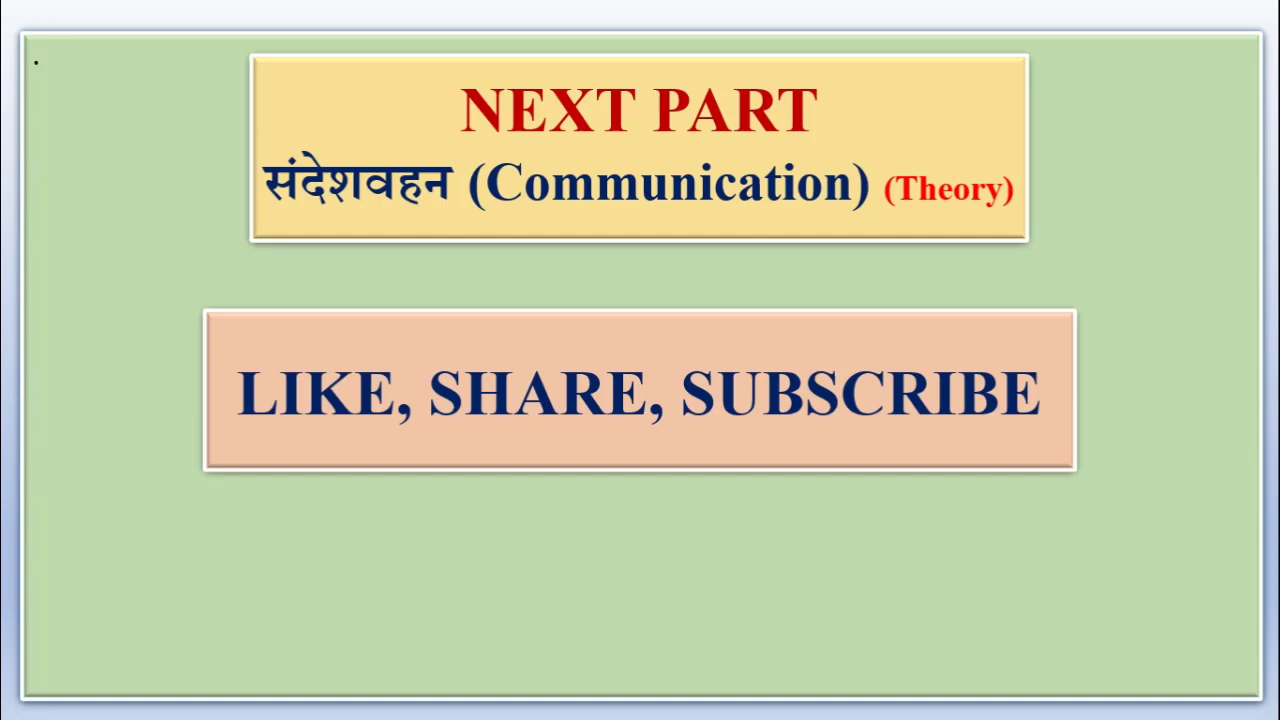 NEXT PART
संदेशवहन (Communication) (Theory)
LIKE, SHARE, SUBSCRIBE